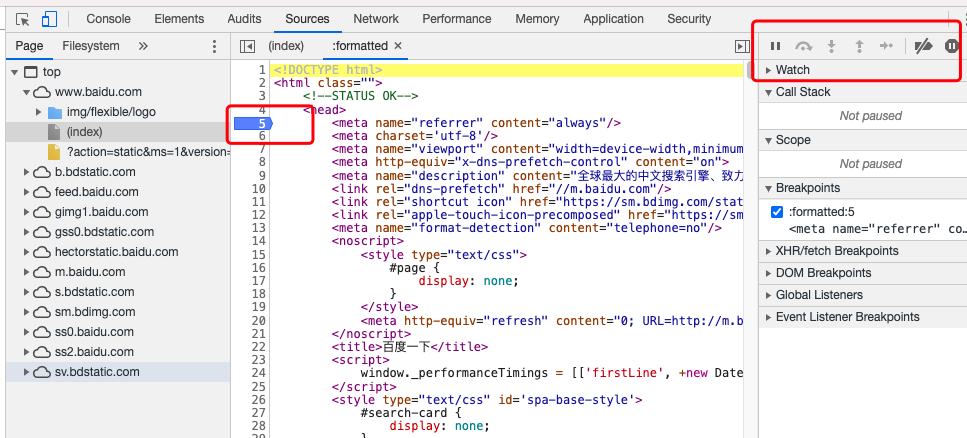 Console Elements Audits Sources Network Performance Memory Application Security
Page Filesystem »
(index) :formatted ×
top
www.baidu.com
img/flexible/logo
(index)
?action=static&ms=1&version=
b.bdstatic.com
feed.baidu.com
gimg1.baidu.com
gss0.bdstatic.com
hectorstatic.baidu.com
m.baidu.com
s.bdstatic.com
sm.bdimg.com
ss0.baidu.com
ss2.baidu.com
sv.bdstatic.com
1 <!DOCTYPE html>
2 <html class="">
3 <!--STATUS OK-->
4 <head>
5 <meta name="referrer" content="always"/>
6 <meta charset='utf-8'/>
7 <meta name="viewport" content="width=device-width,minimum
8 <meta http-equiv="x-dns-prefetch-control" content="on">
9 <meta name="description" content="全球最大的中文搜索引擎、致力
10 <link rel="dns-prefetch" href="//m.baidu.com"/>
11 <link rel="shortcut icon" href="https://sm.bdimg.com/stat
12 <link rel="apple-touch-icon-precomposed" href="https://sm
13 <meta name="format-detection" content="telephone=no"/>
14 <noscript>
15 <style type="text/css">
16 #page {
17 display: none;
18 }
19 </style>
20 <meta http-equiv="refresh" content="0; URL=http://m.b
21 </noscript>
22 <title>百度一下</title>
23 <script>
24 window._performanceTimings = [['firstLine', +new Date
25 </script>
26 <style type="text/css" id='spa-base-style'>
27 #search-card {
28 display: none;
Watch
Call Stack
Not paused
Scope
Not paused
Breakpoints
:formatted:5
<meta name="referrer" co…
XHR/fetch Breakpoints
DOM Breakpoints
Global Listeners
Event Listener Breakpoints